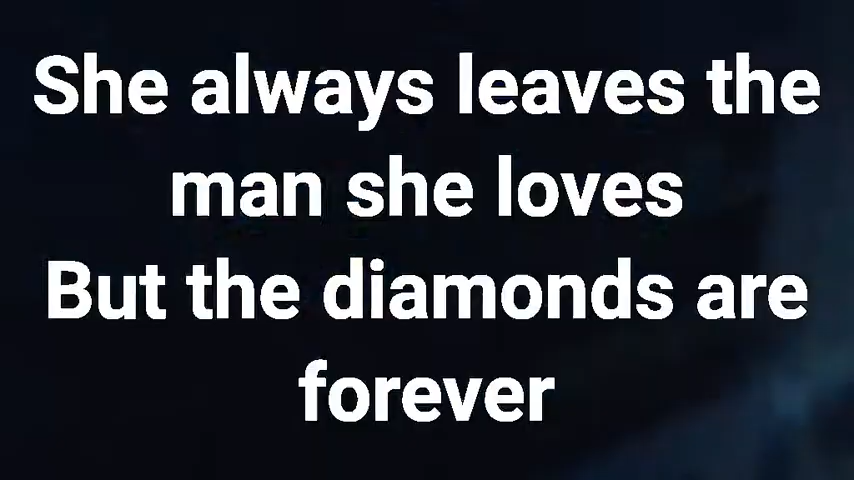 She always leaves the
man she loves
But the diamonds are
forever